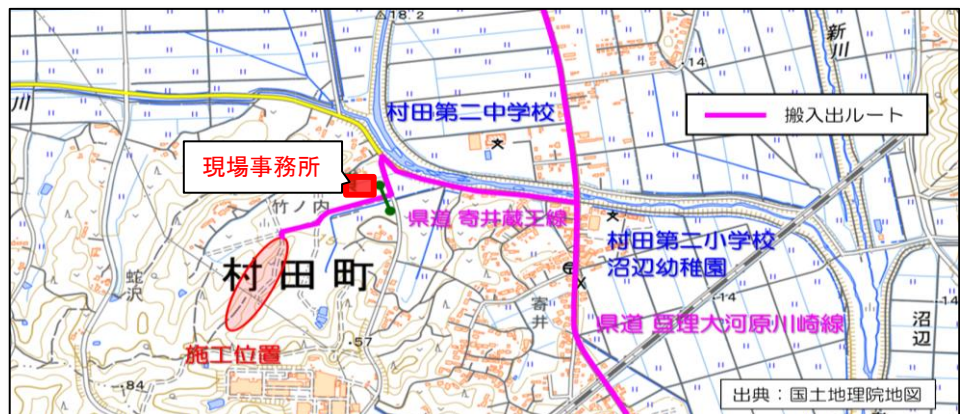 18.2
川
新川
14
村田第二中学校
搬入出ルート
現場事務所
竹ノ内
県道 寄井蔵王線
村田第二小学校
沼辺幼稚園
蛇沢
村田町
寄井
14
14
県道 亘理大河原川崎線
沼辺
施工位置
57
84
出典：国土地理院地図